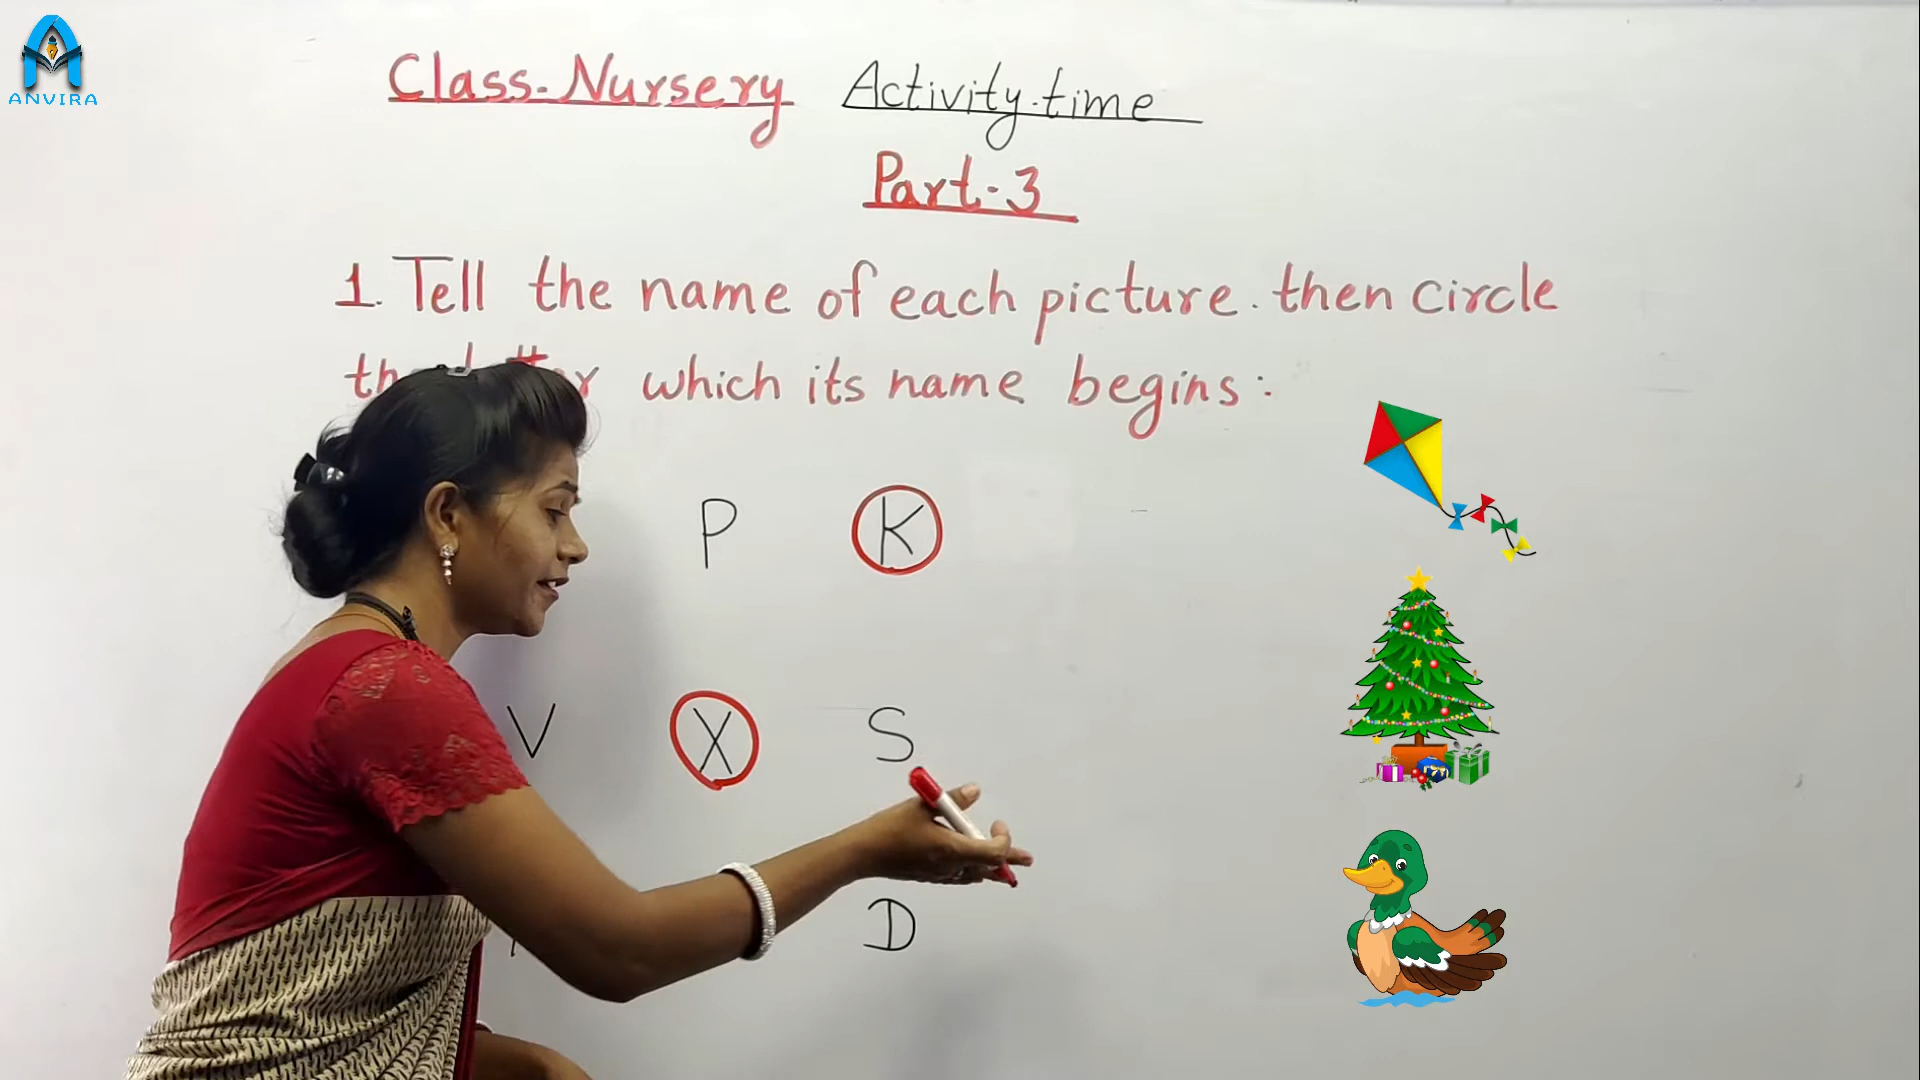 ANVIRA
Class-Nursery Activity-time
Part-3
1. Tell the name of each picture. then circle
which its name begins:
P K
V X S
D